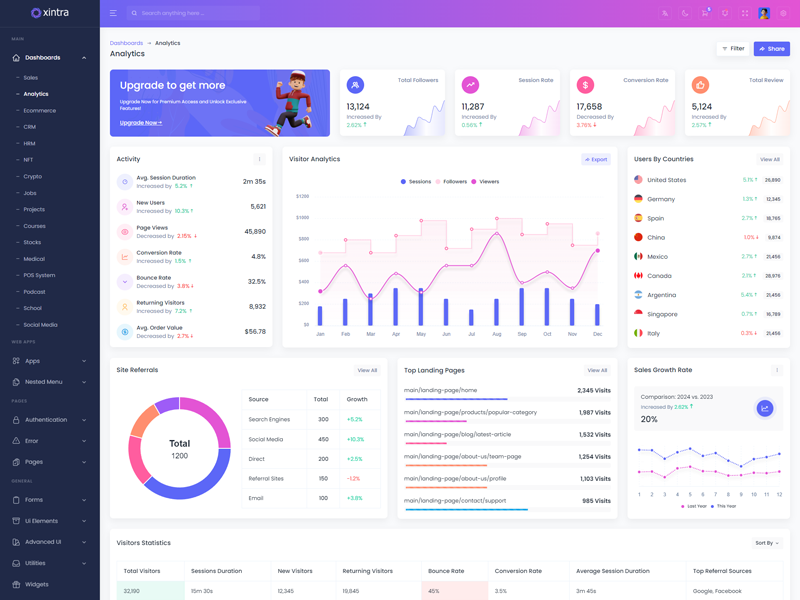 xintra
Search anything here ...
5
MAIN
Dashboards
Sales
Analytics
Ecommerce
CRM
HRM
NFT
Crypto
Jobs
Projects
Courses
Stocks
Medical
POS System
Podcast
School
Social Media
WEB APPS
Apps
Nested Menu
PAGES
Authentication
Error
Pages
GENERAL
Forms
UI Elements
Advanced UI
Utilities
Widgets
Dashboards → Analytics
Analytics
Filter
Share
Upgrade to get more
Upgrade Now for Premium Access and Unlock Exclusive
Features!
Upgrade Now
Total Followers
13,124
Increased By
2.62%
Session Rate
11,287
Increased By
0.56%
Conversion Rate
17,658
Decreased By
3.76%
Total Review
5,124
Increased By
2.57%
Activity
Avg. Session Duration
Increased by 5.2%
2m 35s
New Users
Increased by 10.3%
5,621
Page Views
Decreased by 2.15%
45,890
Conversion Rate
Increased by 1.5%
4.8%
Bounce Rate
Decreased by 3.8%
32.5%
Returning Visitors
Increased by 7.2%
8,932
Avg. Order Value
Decreased by 2.7%
$56.78
Visitor Analytics
Export
Sessions Followers Viewers
$1200
$1000
$800
$600
$400
$200
$0
Jan Feb Mar Apr May Jun Jul Aug Sep Oct Nov Dec
Users By Countries
View All
United States 5.1% 26,890
Germany 1.3% 12,345
Spain 2.7% 18,765
China 1.0% 9,874
Mexico 2.7% 21,456
Canada 2.1% 28,976
Argentina 5.4% 21,456
Singapore 0.7% 16,789
Italy 0.3% 21,456
Site Referrals
View All
Total
1200
Source Total Growth
Search Engines 300 +5.2%
Social Media 450 +10.3%
Direct 200 +2.5%
Referral Sites 150 -1.2%
Email 100 +3.8%
Top Landing Pages
View All
main/landing-page/home 2,345 Visits
main/landing-page/products/popular-category 1,987 Visits
main/landing-page/blog/latest-article 1,532 Visits
main/landing-page/about-us/team-page 1,254 Visits
main/landing-page/about-us/profile 1,103 Visits
main/landing-page/contact/support 985 Visits
Sales Growth Rate
Comparison: 2024 vs. 2023
Increased By 3.62%
20%
1 2 3 4 5 6 7 8 9 10 11 12
Last Year This Year
Visitors Statistics
Sort By
Total Visitors Sessions Duration New Visitors Returning Visitors Bounce Rate Conversion Rate Average Session Duration Top Referral Sources
32,190 15m 30s 12,345 19,845 45% 3.5% 3m 45s Google, Facebook